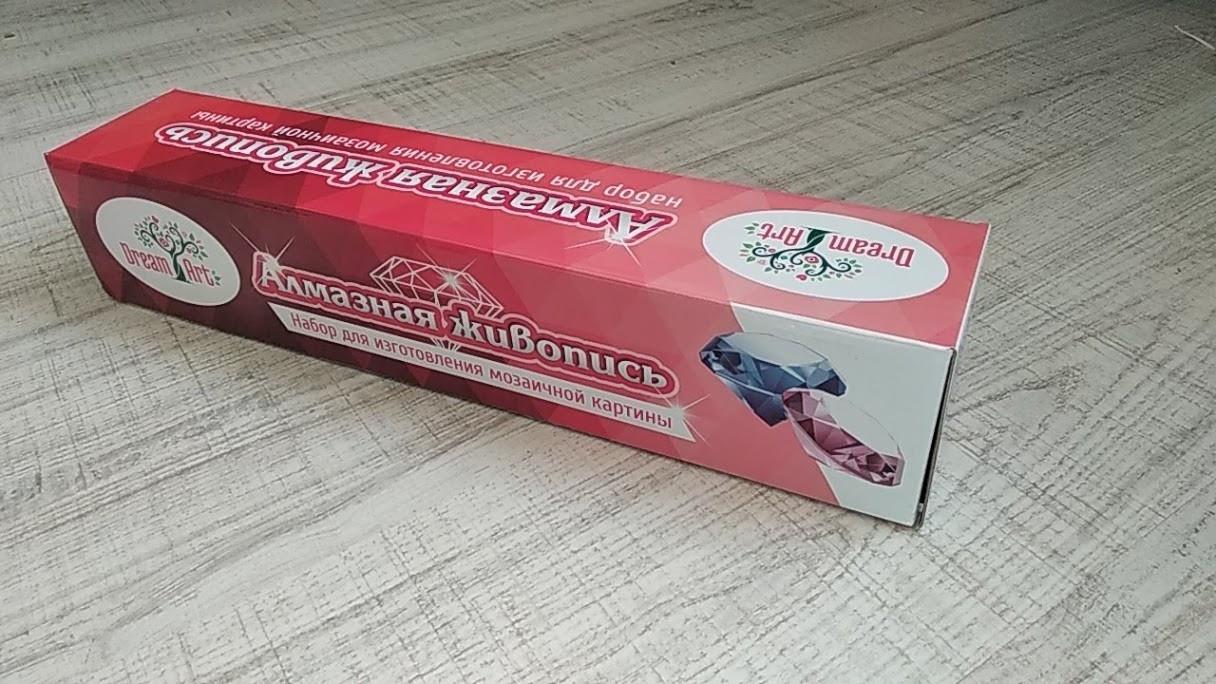 Алмазная живопись
набор для изготовления мозаичной картины
Dream Art
Dream Art
Алмазная живопись
Набор для изготовления мозаичной картины